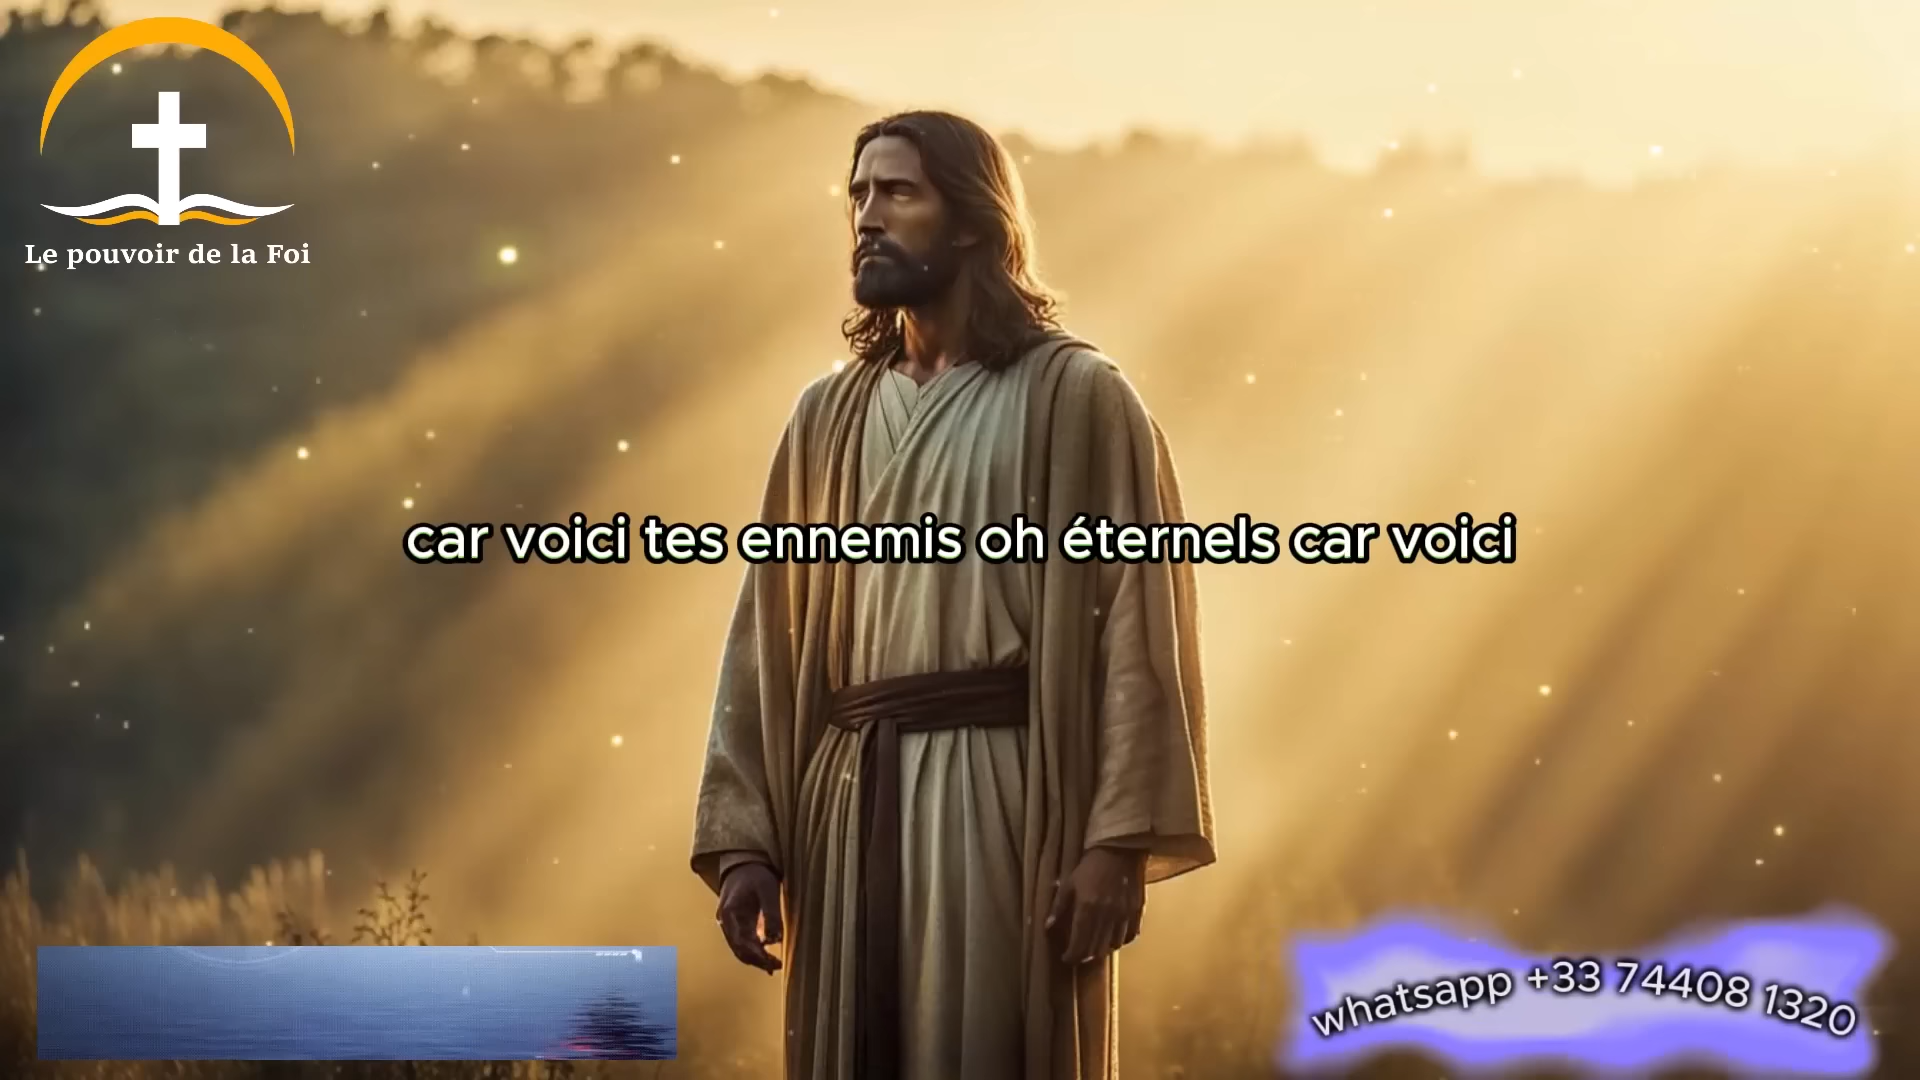 Le pouvoir de la Foi
car voici tes ennemis oh éternels car voici
whatsapp +33 74408 1320